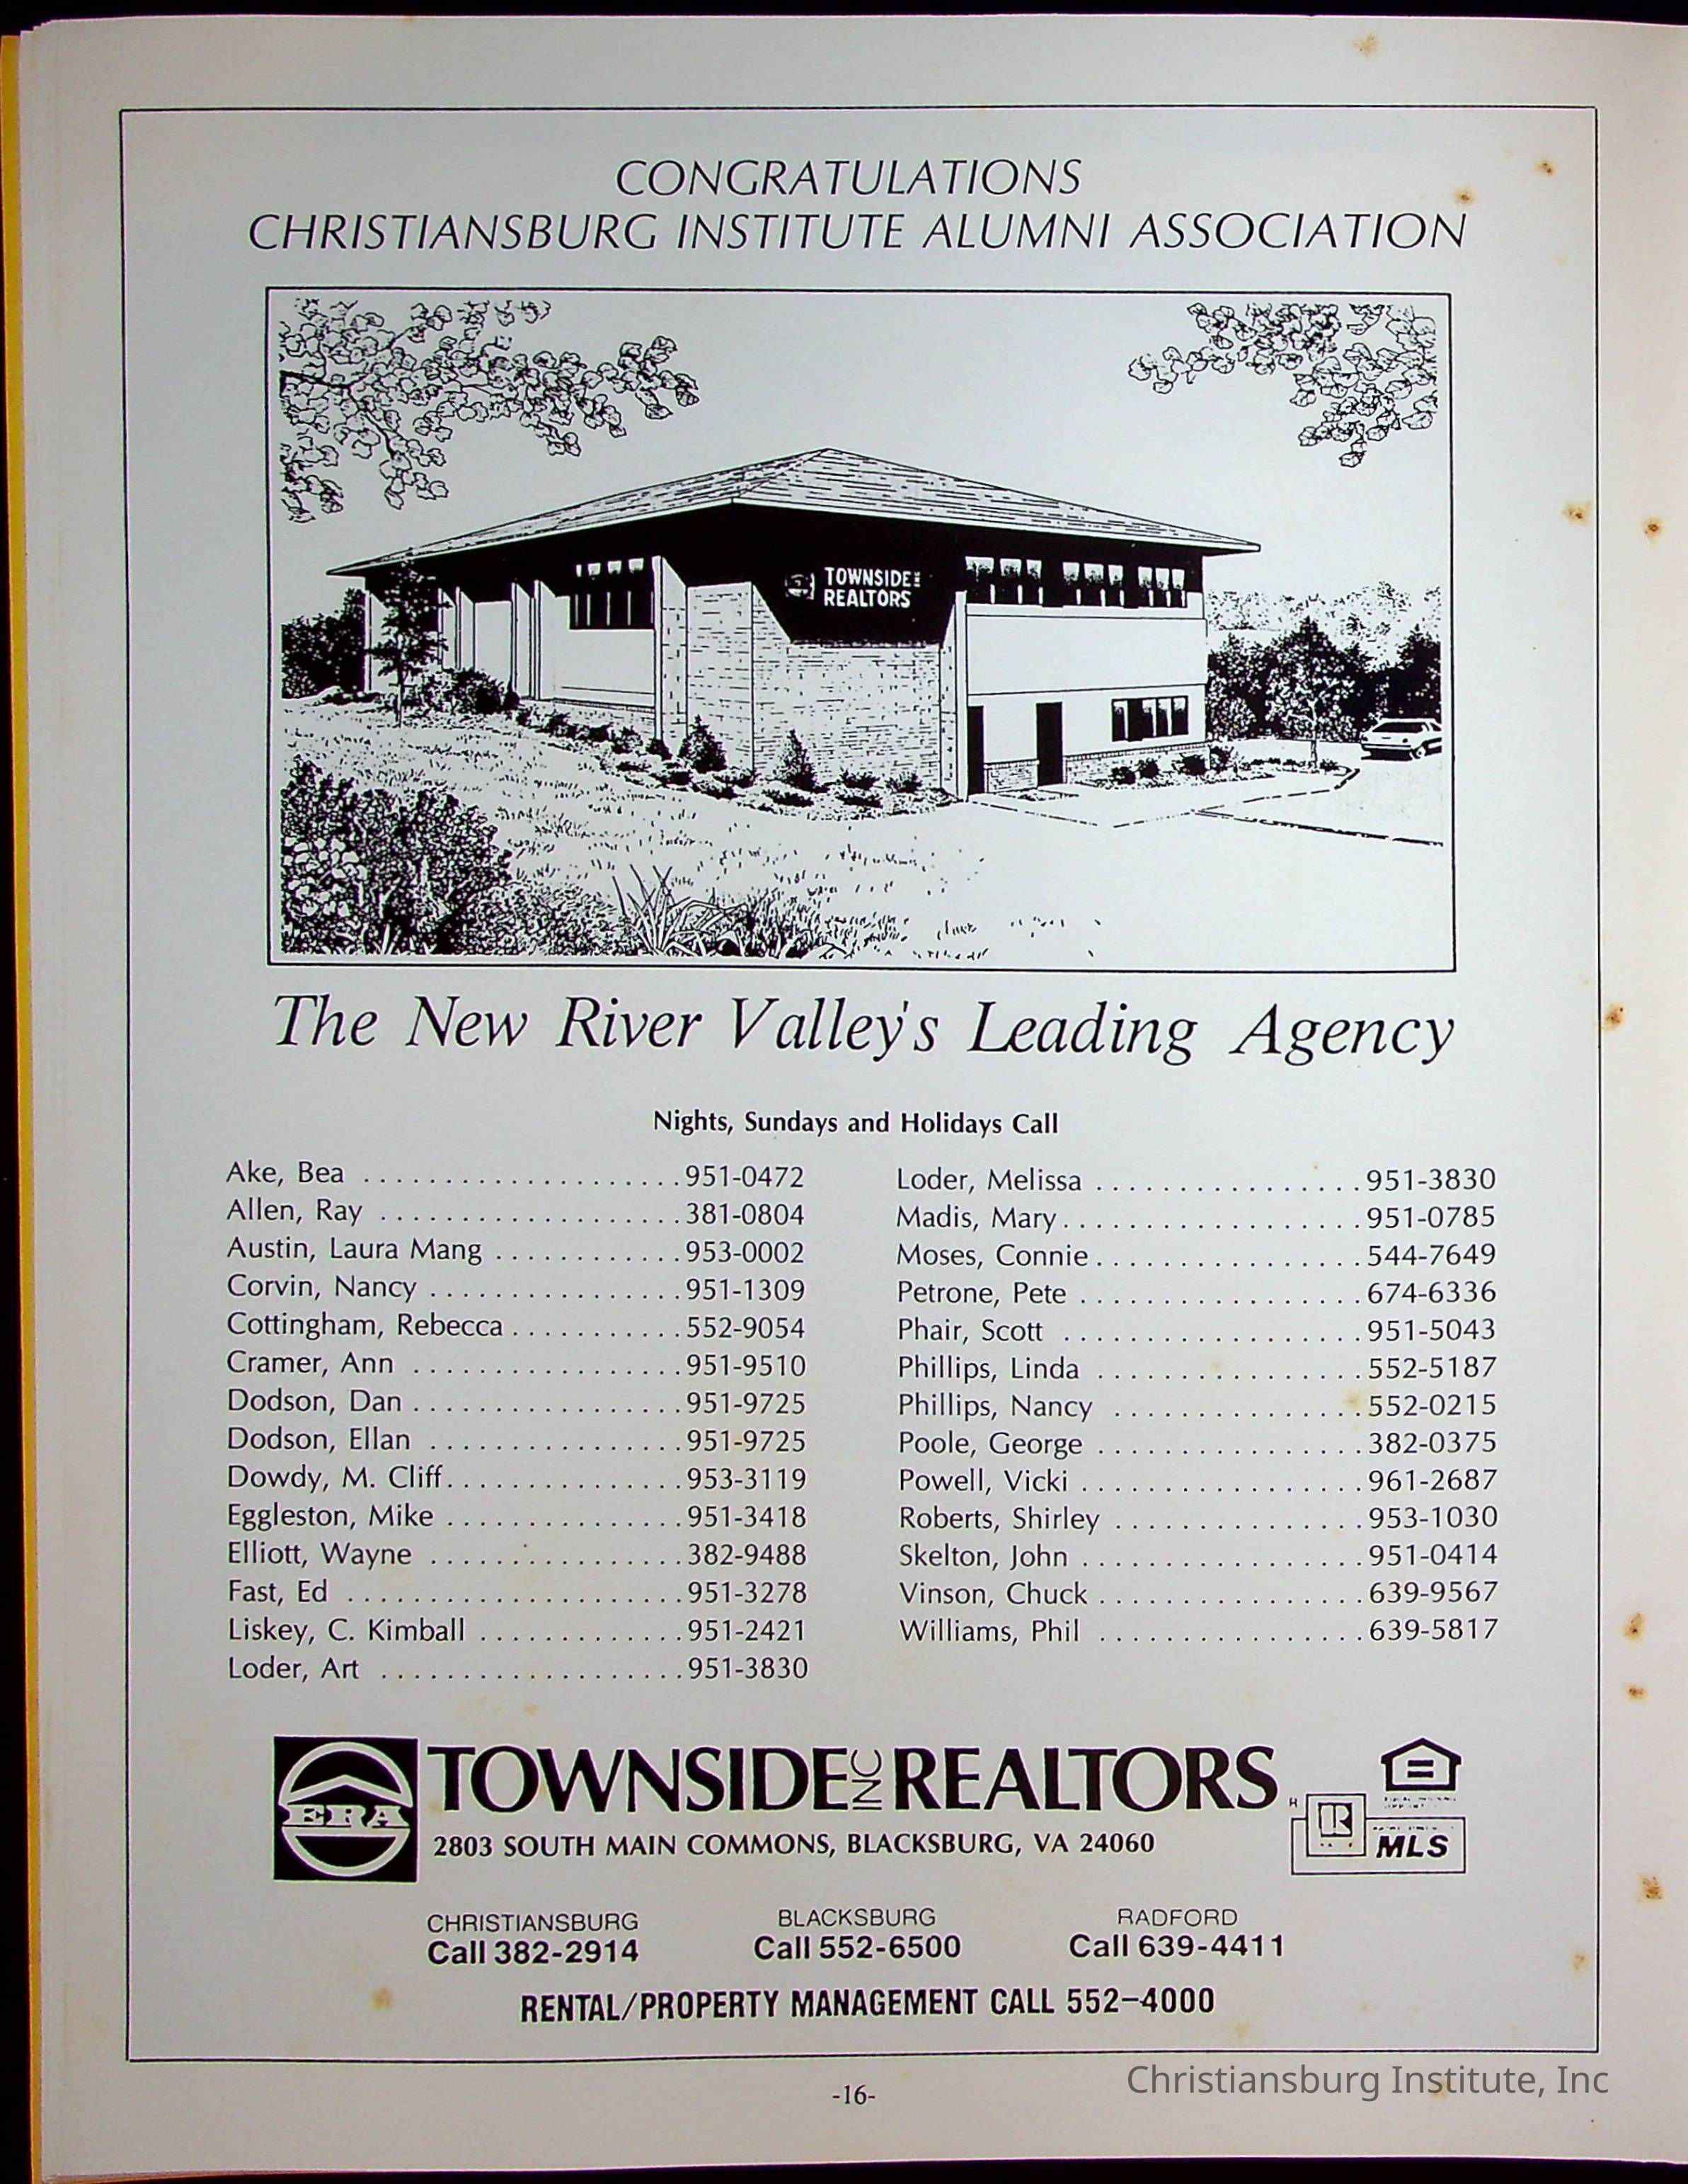 CONGRATULATIONS
CHRISTIANSBURG INSTITUTE ALUMNI ASSOCIATION
TOWNSIDE INC
REALTORS
The New River Valley's Leading Agency
Nights, Sundays and Holidays Call
Ake, Bea ....................951-0472
Allen, Ray ...................381-0804
Austin, Laura Mang ............953-0002
Corvin, Nancy ................951-1309
Cottingham, Rebecca...........552-9054
Cramer, Ann .................951-9510
Dodson, Dan.................951-9725
Dodson, Ellan ................951-9725
Dowdy, M. Cliff...............953-3119
Eggleston, Mike ...............951-3418
Elliott, Wayne ................382-9488
Fast, Ed .....................951-3278
Liskey, C. Kimball .............951-2421
Loder, Art ...................951-3830
Loder, Melissa .................951-3830
Madis, Mary...................951-0785
Moses, Connie.................544-7649
Petrone, Pete ..................674-6336
Phair, Scott ...................951-5043
Phillips, Linda .................552-5187
Phillips, Nancy ................552-0215
Poole, George .................382-0375
Powell, Vicki ..................961-2687
Roberts, Shirley ................953-1030
Skelton, John ..................951-0414
Vinson, Chuck.................639-9567
Williams, Phil .................639-5817
ERA
TOWNSIDE INC REALTORS
R
MLS
2803 SOUTH MAIN COMMONS, BLACKSBURG, VA 24060
CHRISTIANSBURG
Call 382-2914
BLACKSBURG
Call 552-6500
RADFORD
Call 639-4411
RENTAL/PROPERTY MANAGEMENT CALL 552-4000
-16-
Christiansburg Institute, Inc